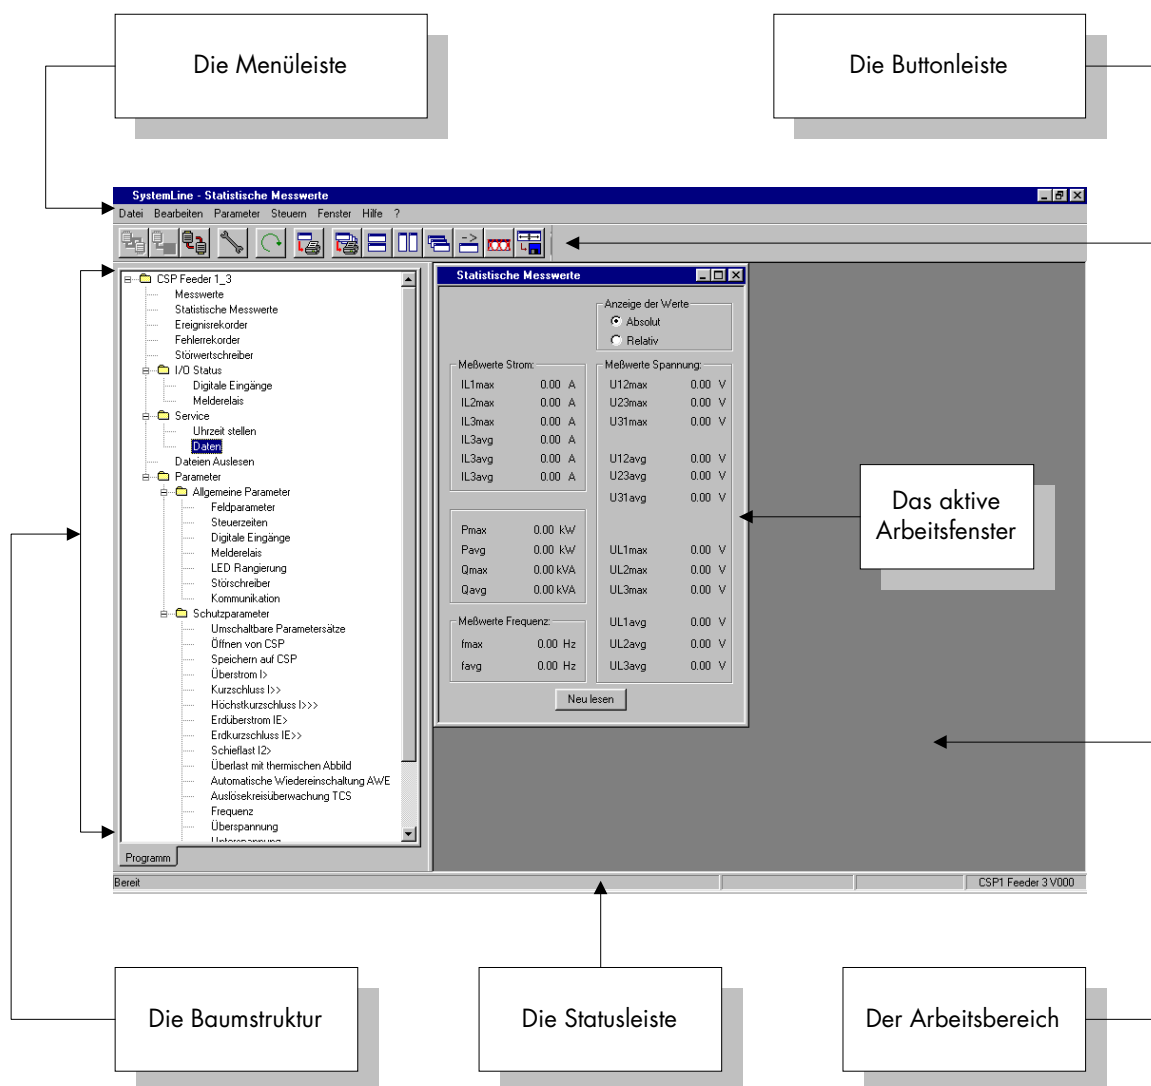 Die Menüleiste
Die Buttonleiste
SystemLine - Statistische Messwerte
Datei Bearbeiten Parameter Steuern Fenster Hilfe ?
CSP Feeder 1_3
Messwerte
Statistische Messwerte
Ereignisrekorder
Fehlerrekorder
Störwertschreiber
I/O Status
Digitale Eingänge
Melderelais
Service
Uhrzeit stellen
Daten
Dateien Auslesen
Parameter
Allgemeine Parameter
Feldparameter
Steuerzeiten
Digitale Eingänge
Melderelais
LED Rangierung
Störschreiber
Kommunikation
Schutzparameter
Umschaltbare Parametersätze
Öffnen von CSP
Speichern auf CSP
Überstrom I>
Kurzschluss I>>
Höchstkurzschluss I>>>
Erdüberstrom IE>
Erdkurzschluss IE>>
Schieflast I2>
Überlast mit thermischen Abbild
Automatische Wiedereinschaltung AWE
Auslösekreisüberwachung TCS
Frequenz
Überspannung
Unterspannung
Programm
Statistische Messwerte
Anzeige der Werte
Absolut
Relativ
Meßwerte Strom:
IL1max 0.00 A
IL2max 0.00 A
IL3max 0.00 A
IL3avg 0.00 A
IL3avg 0.00 A
IL3avg 0.00 A
Pmax 0.00 kW
Pavg 0.00 kW
Qmax 0.00 kVA
Qavg 0.00 kVA
Meßwerte Frequenz:
fmax 0.00 Hz
favg 0.00 Hz
Meßwerte Spannung:
U12max 0.00 V
U23max 0.00 V
U31max 0.00 V
U12avg 0.00 V
U23avg 0.00 V
U31avg 0.00 V
UL1max 0.00 V
UL2max 0.00 V
UL3max 0.00 V
UL1avg 0.00 V
UL2avg 0.00 V
UL3avg 0.00 V
Neu lesen
Das aktive
Arbeitsfenster
Bereit
CSP1 Feeder 3 V000
Die Baumstruktur
Die Statusleiste
Der Arbeitsbereich